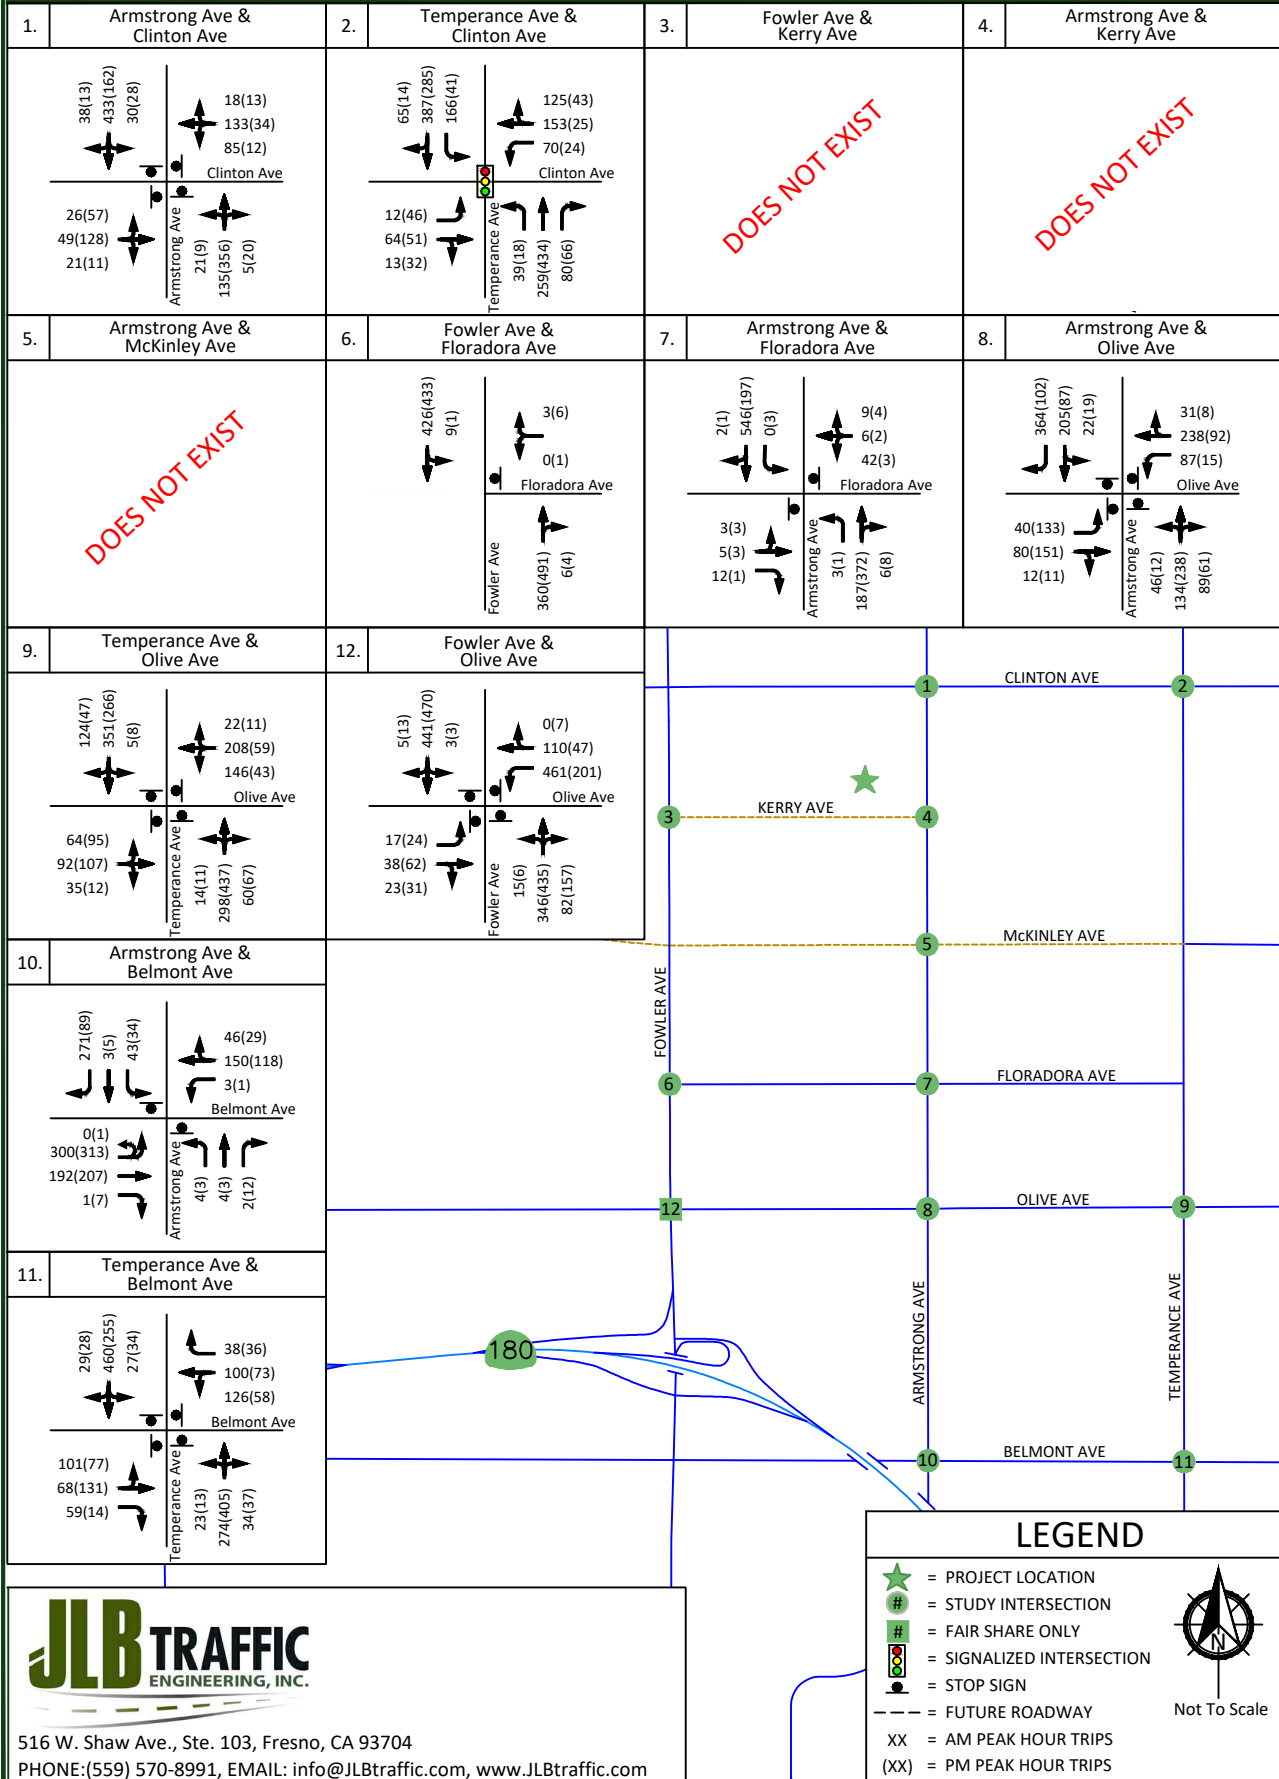 1.
Armstrong Ave &
Clinton Ave
38(13)
433(162)
30(28)
18(13)
133(34)
85(12)
Clinton Ave
26(57)
49(128)
21(11)
Armstrong Ave
21(9)
135(356)
5(20)
2.
Temperance Ave &
Clinton Ave
65(14)
387(285)
166(41)
125(43)
153(25)
70(24)
Clinton Ave
12(46)
64(51)
13(32)
Temperance Ave
39(18)
259(434)
80(66)
3.
Fowler Ave &
Kerry Ave
DOES NOT EXIST
4.
Armstrong Ave &
Kerry Ave
DOES NOT EXIST
5.
Armstrong Ave &
McKinley Ave
DOES NOT EXIST
6.
Fowler Ave &
Floradora Ave
426(433)
9(1)
3(6)
0(1)
Floradora Ave
Fowler Ave
360(491)
6(4)
7.
Armstrong Ave &
Floradora Ave
2(1)
546(197)
0(3)
9(4)
6(2)
42(3)
Floradora Ave
3(3)
5(3)
12(1)
Armstrong Ave
3(1)
187(372)
6(8)
8.
Armstrong Ave &
Olive Ave
364(102)
205(87)
22(19)
31(8)
238(92)
87(15)
Olive Ave
40(133)
80(151)
12(11)
Armstrong Ave
46(12)
134(238)
89(61)
9.
Temperance Ave &
Olive Ave
124(47)
351(266)
5(8)
22(11)
208(59)
146(43)
Olive Ave
64(95)
92(107)
35(12)
Temperance Ave
14(11)
298(437)
60(67)
12.
Fowler Ave &
Olive Ave
5(13)
441(470)
3(3)
0(7)
110(47)
461(201)
Olive Ave
17(24)
38(62)
23(31)
Fowler Ave
15(6)
346(435)
82(157)
10.
Armstrong Ave &
Belmont Ave
271(89)
3(5)
43(34)
46(29)
150(118)
3(1)
Belmont Ave
0(1)
300(313)
192(207)
1(7)
Armstrong Ave
4(3)
4(3)
2(12)
11.
Temperance Ave &
Belmont Ave
29(28)
460(255)
27(34)
38(36)
100(73)
126(58)
Belmont Ave
101(77)
68(131)
59(14)
Temperance Ave
23(13)
274(405)
34(37)
CLINTON AVE
1
2
KERRY AVE
3
4
McKINLEY AVE
5
FOWLER AVE
FLORADORA AVE
6
7
OLIVE AVE
12
8
9
ARMSTRONG AVE
TEMPERANCE AVE
180
BELMONT AVE
10
11
LEGEND
= PROJECT LOCATION
# = STUDY INTERSECTION
# = FAIR SHARE ONLY
= SIGNALIZED INTERSECTION
= STOP SIGN
= FUTURE ROADWAY
XX = AM PEAK HOUR TRIPS
(XX) = PM PEAK HOUR TRIPS
N
Not To Scale
JLB TRAFFIC
ENGINEERING, INC.
516 W. Shaw Ave., Ste. 103, Fresno, CA 93704
PHONE:(559) 570-8991, EMAIL: info@JLBtraffic.com, www.JLBtraffic.com